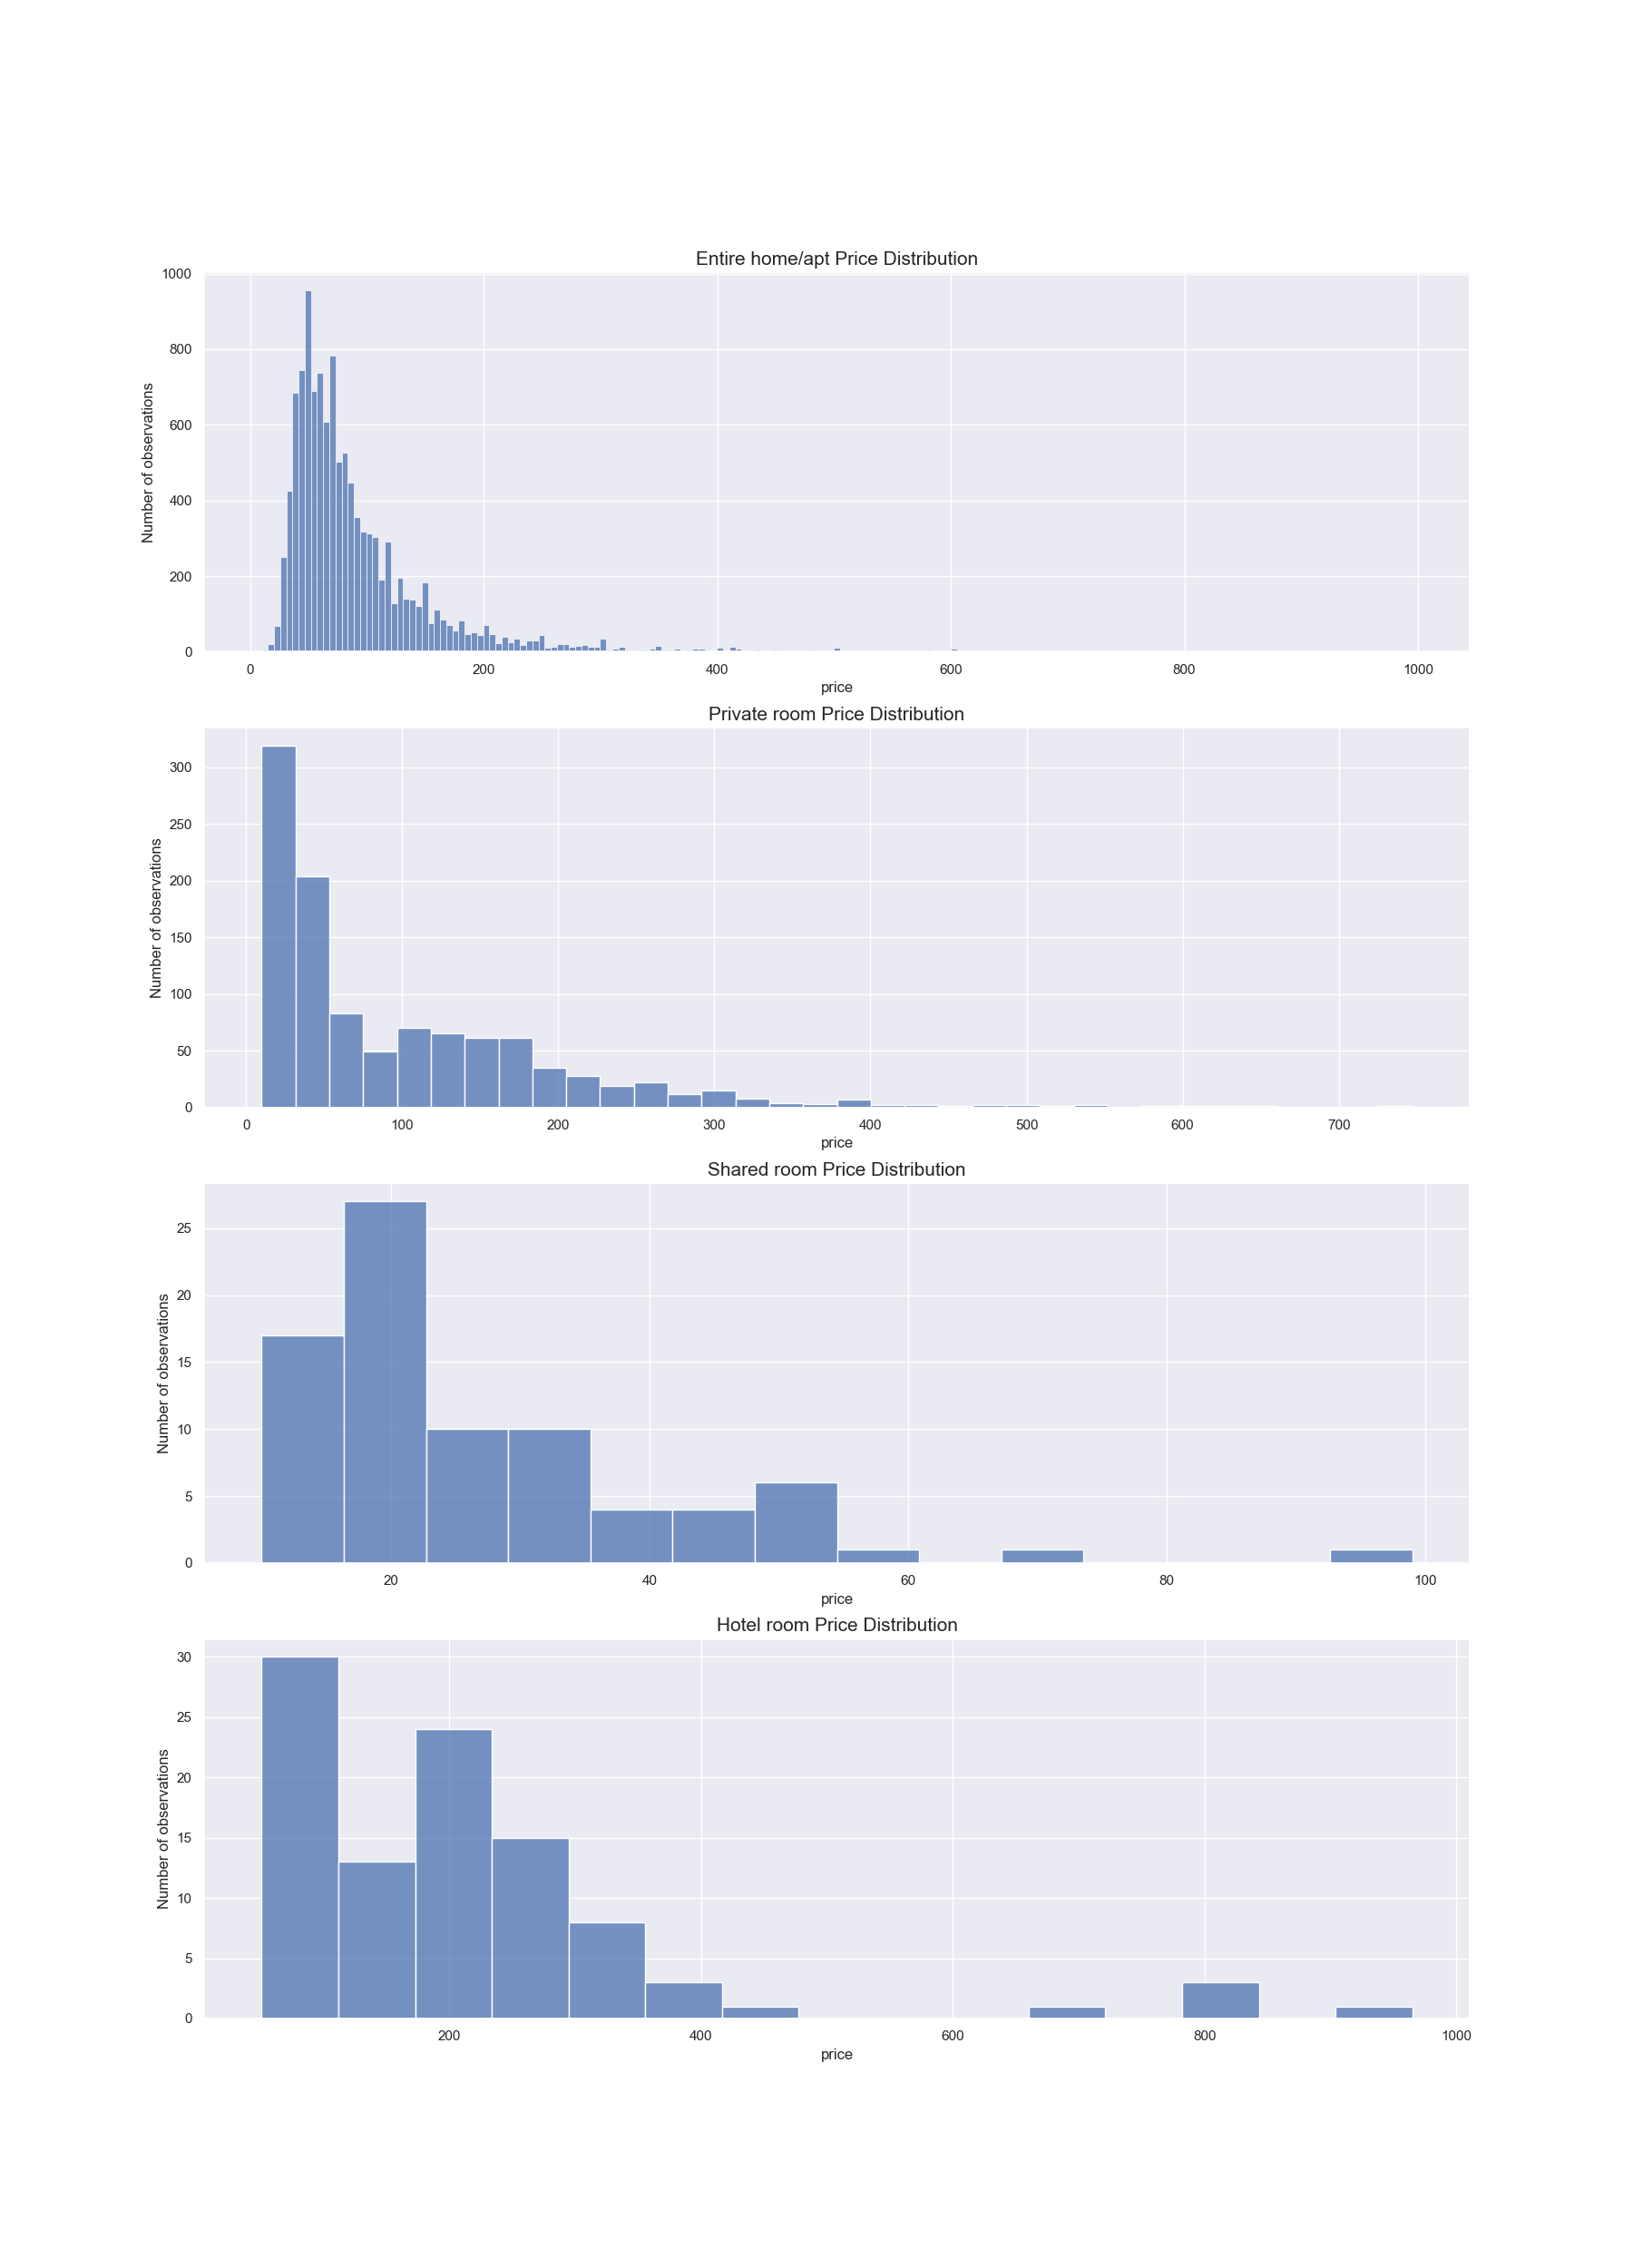 Entire home/apt Price Distribution
1000
800
600
400
200
0
Number of observations
0 200 400 600 800 1000
price
Private room Price Distribution
300
250
200
150
100
50
0
Number of observations
0 100 200 300 400 500 600 700
price
Shared room Price Distribution
25
20
15
10
5
0
Number of observations
20 40 60 80 100
price
Hotel room Price Distribution
30
25
20
15
10
5
0
Number of observations
200 400 600 800 1000
price